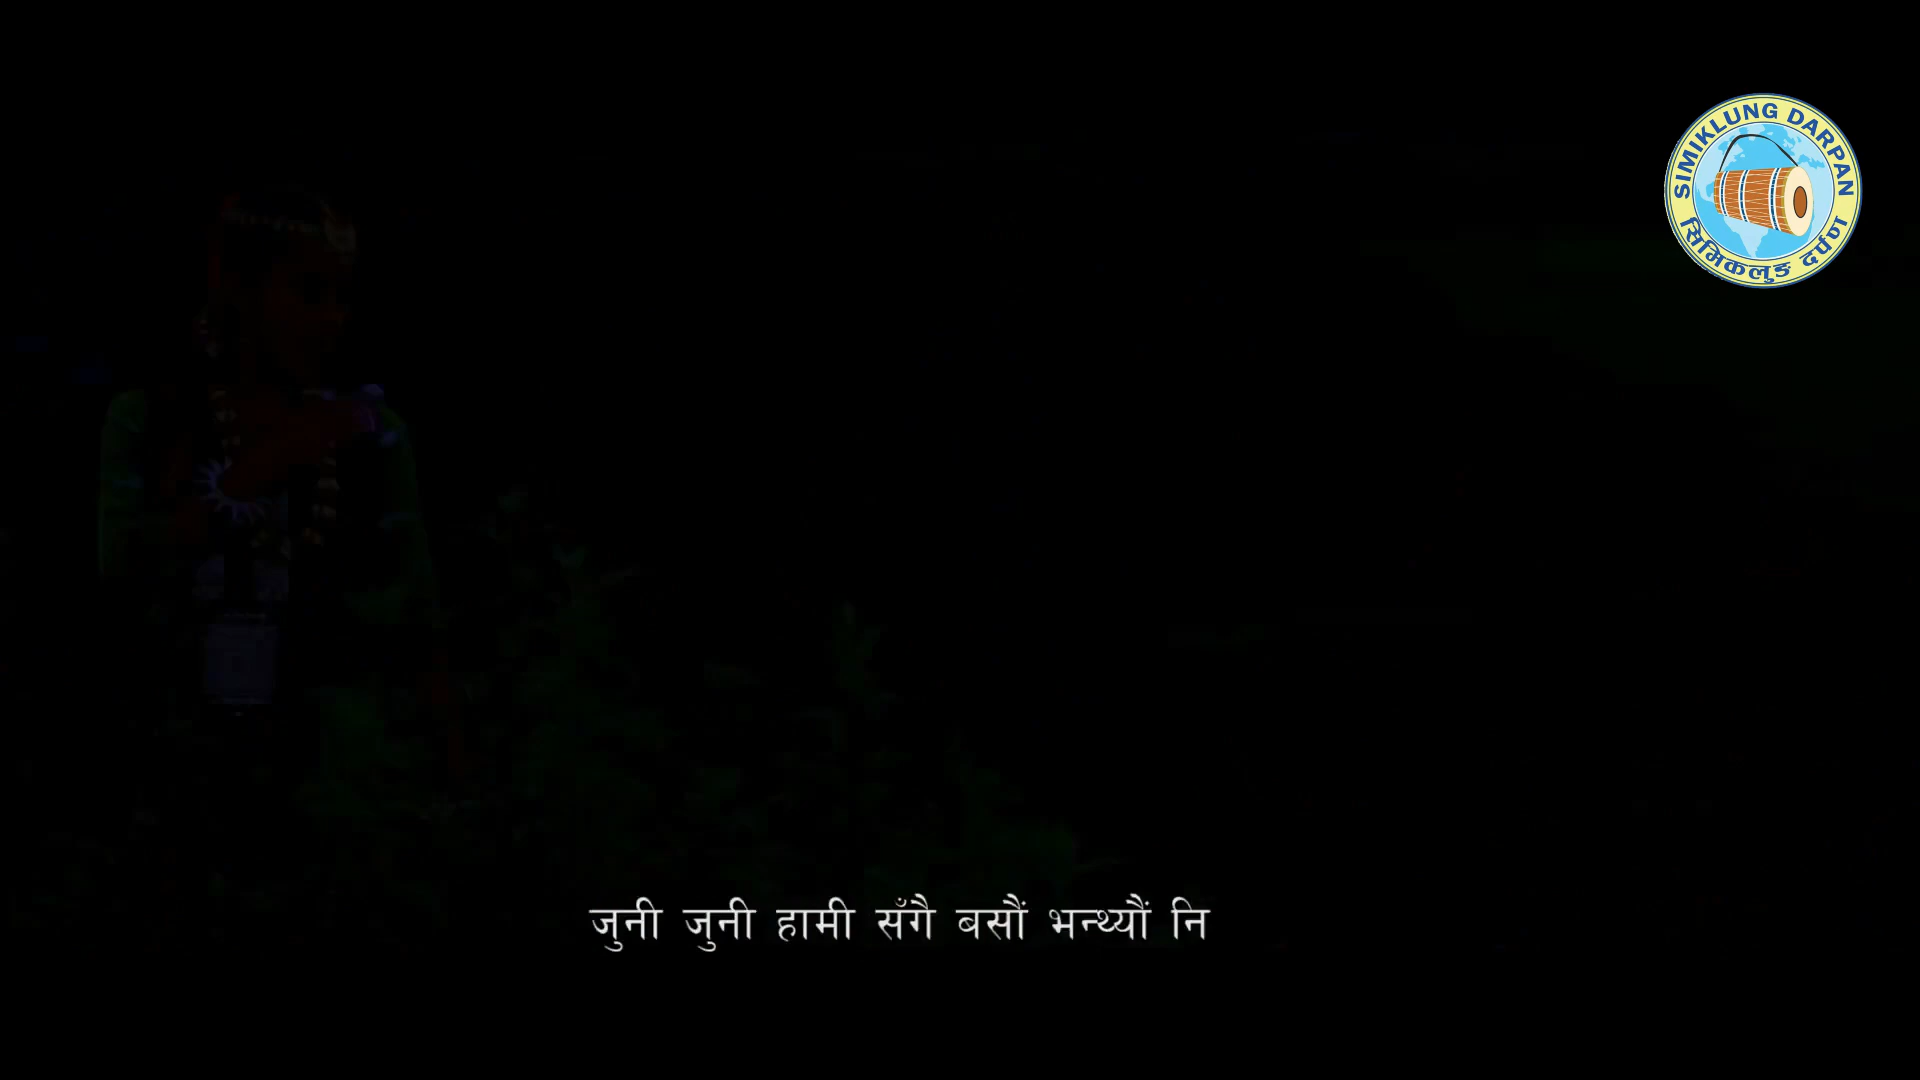 SIMIKLUNG DARPAN
सिमिकलुङ दर्पण
जुनी जुनी हामी सँगै बसौं भन्थ्यौं नि